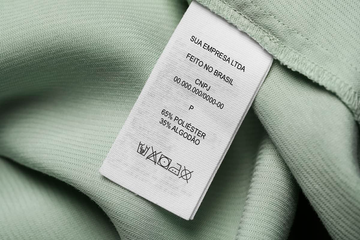 SUA EMPRESA LTDA
FEITO NO BRASIL
CNPJ
00.000.000/0000-00
P
65% POLIÉSTER
35% ALGODÃO